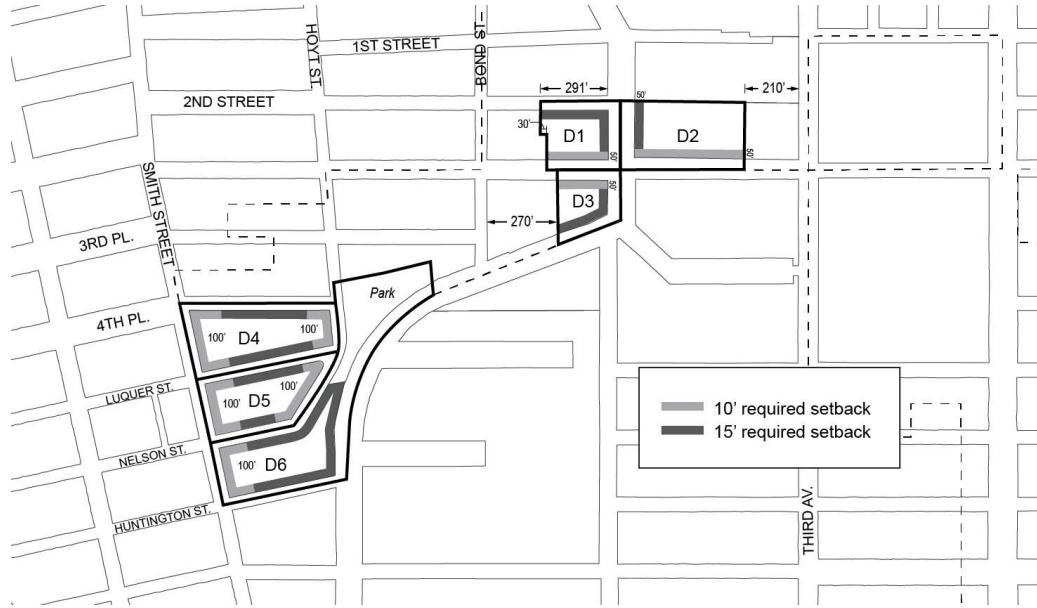 HOYT ST.
1ST STREET
BOND ST.
2ND STREET
291'
210'
50'
30'
D1
D2
50'
50'
SMITH STREET
50'
D3
3RD PL.
270'
Park
4TH PL.
100'
D4
100'
LUQUER ST.
100'
D5
100'
10' required setback
15' required setback
NELSON ST.
100'
D6
HUNTINGTON ST.
THIRD AV.